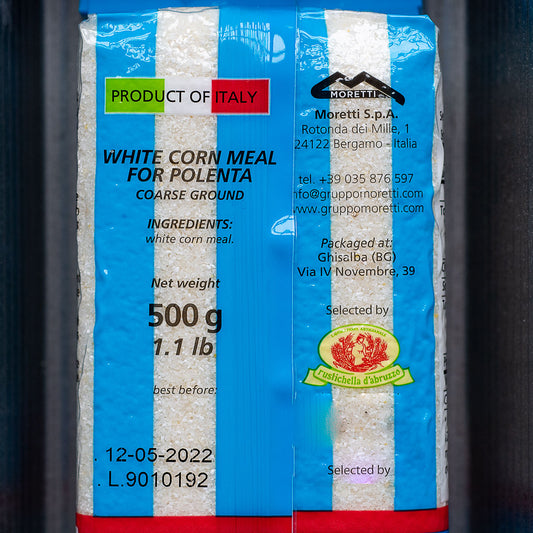 PRODUCT OF ITALY
WHITE CORN MEAL
FOR POLENTA
COARSE GROUND
INGREDIENTS:
white corn meal.
Net weight
500 g
1.1 lb
best before:
. 12-05-2022
. L.9010192
MORETTI
Moretti S.p.A.
Rotonda dei Mille, 1
24122 Bergamo - Italia
tel. +39 035 876 597
info@gruppomoretti.com
www.gruppomoretti.com
Packaged at:
Ghisalba (BG)
Via IV Novembre, 39
Selected by
rustichella d'abruzzo
Selected by